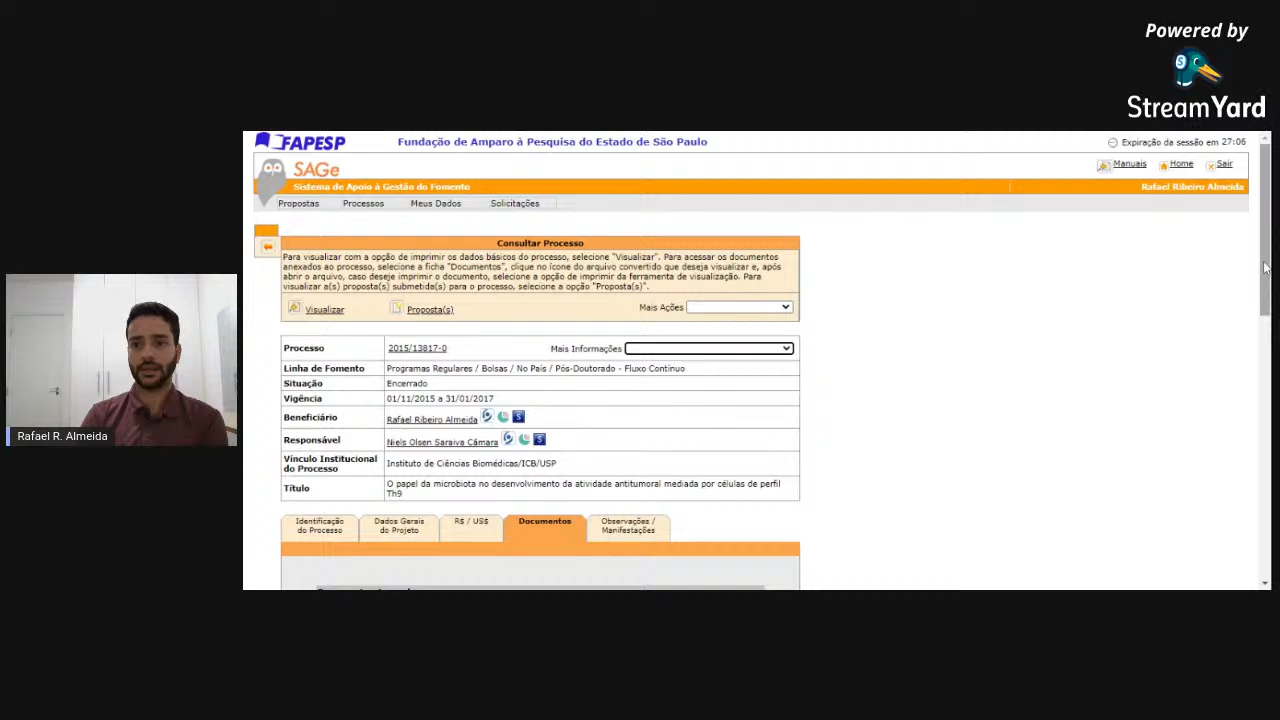 Powered by
StreamYard
FAPESP
Fundação de Amparo à Pesquisa do Estado de São Paulo
Expiração da sessão em 27:06
SAGe
Manuais Home Sair
Sistema de Apoio à Gestão do Fomento
Rafael Ribeiro Almeida
Propostas Processos Meus Dados Solicitações
Consultar Processo
Para visualizar com a opção de imprimir os dados básicos do processo, selecione "Visualizar". Para acessar os documentos
anexados ao processo, selecione a ficha "Documentos", clique no ícone do arquivo convertido que deseja visualizar e, após
abrir o arquivo, caso deseje imprimir o documento, selecione a opção de imprimir da ferramenta de visualização. Para
visualizar a(s) proposta(s) submetida(s) para o processo, selecione a opção "Proposta(s)".
Visualizar Proposta(s) Mais Ações
Processo 2015/13817-0 Mais Informações
Linha de Fomento Programas Regulares / Bolsas / No País / Pós-Doutorado - Fluxo Contínuo
Situação Encerrado
Vigência 01/11/2015 a 31/01/2017
Beneficiário Rafael Ribeiro Almeida
Responsável Niels Olsen Saraiva Câmara
Vínculo Institucional
do Processo
Instituto de Ciências Biomédicas/ICB/USP
Título
O papel da microbiota no desenvolvimento da atividade antitumoral mediada por células de perfil
Th9
Identificação
do Processo
Dados Gerais
do Projeto
R$ / US$
Documentos
Observações /
Manifestações
Rafael R. Almeida